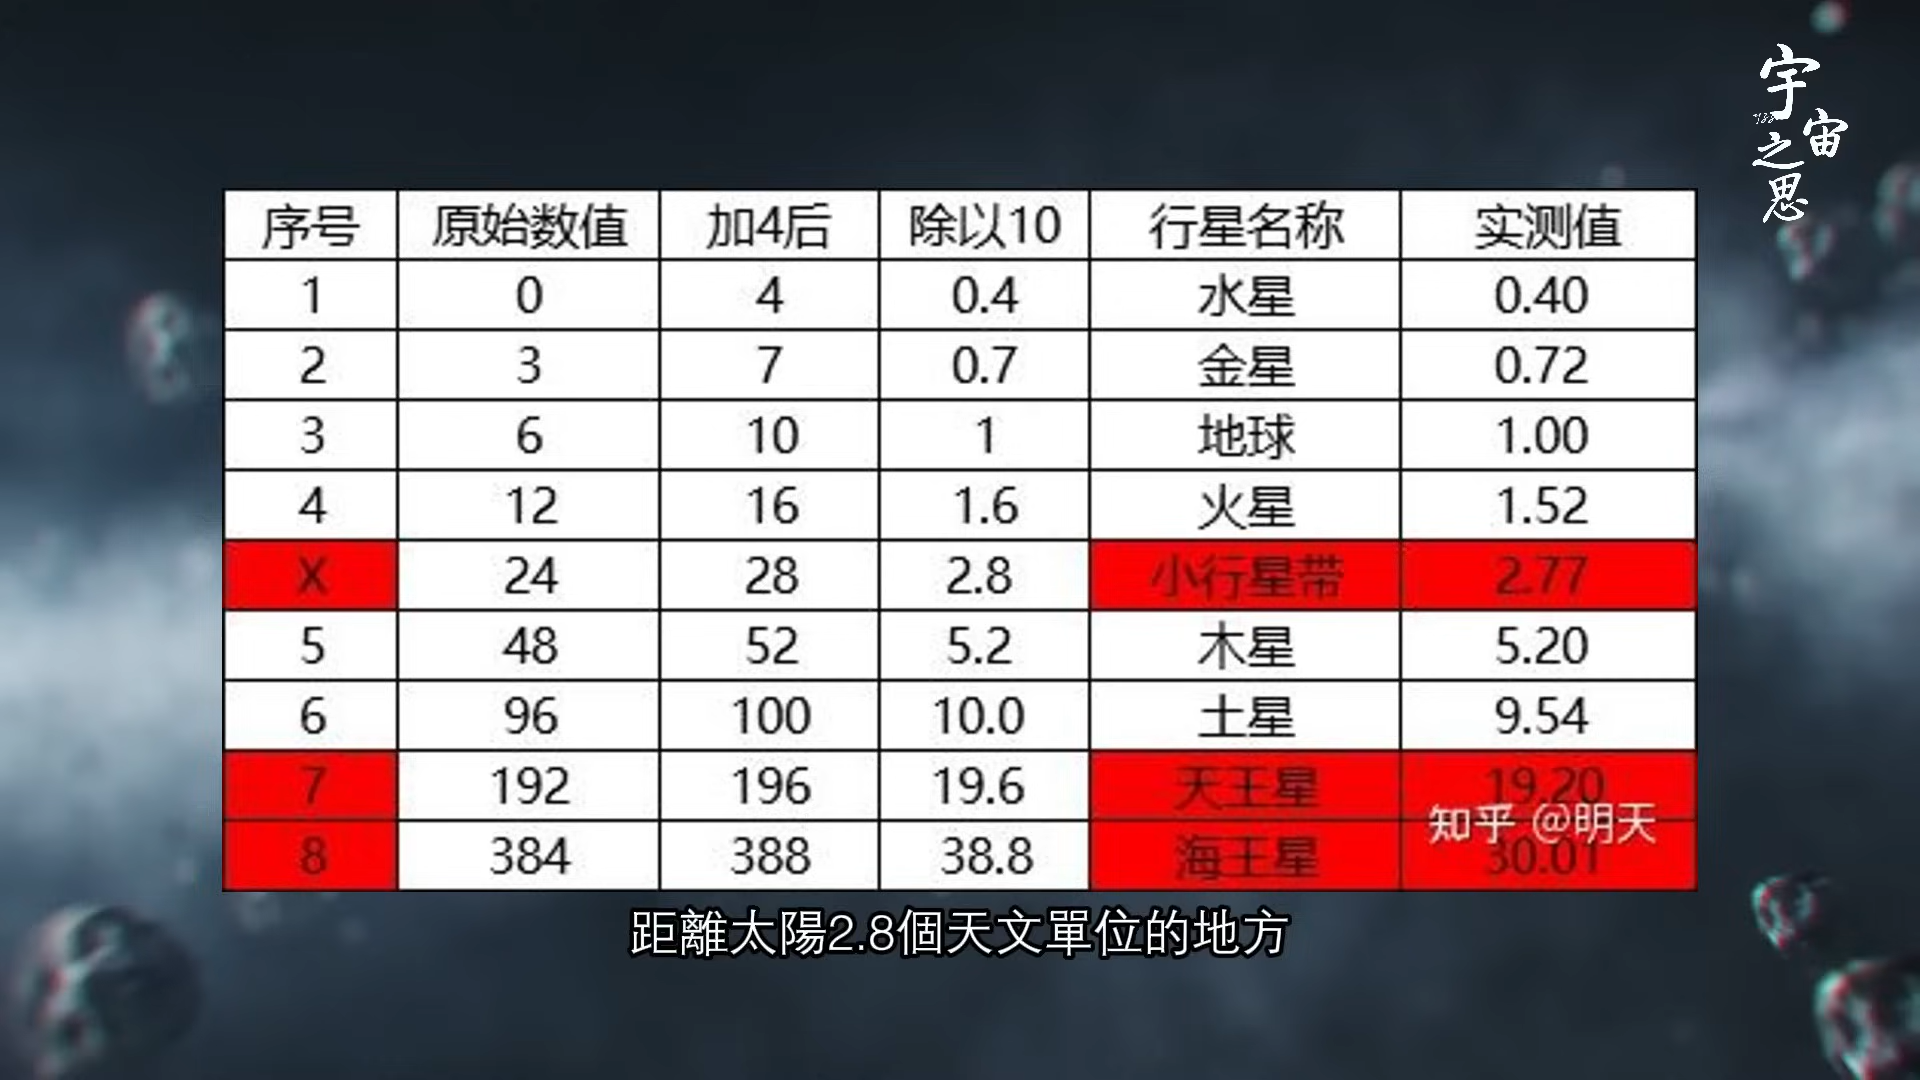 宇宙之思
序号 原始数值 加4后 除以10 行星名称 实测值
1 0 4 0.4 水星 0.40
2 3 7 0.7 金星 0.72
3 6 10 1 地球 1.00
4 12 16 1.6 火星 1.52
X 24 28 2.8 小行星带 2.77
5 48 52 5.2 木星 5.20
6 96 100 10.0 土星 9.54
7 192 196 19.6 天王星 19.20
知乎 @明天
8 384 388 38.8 海王星 30.01
距離太陽2.8個天文單位的地方